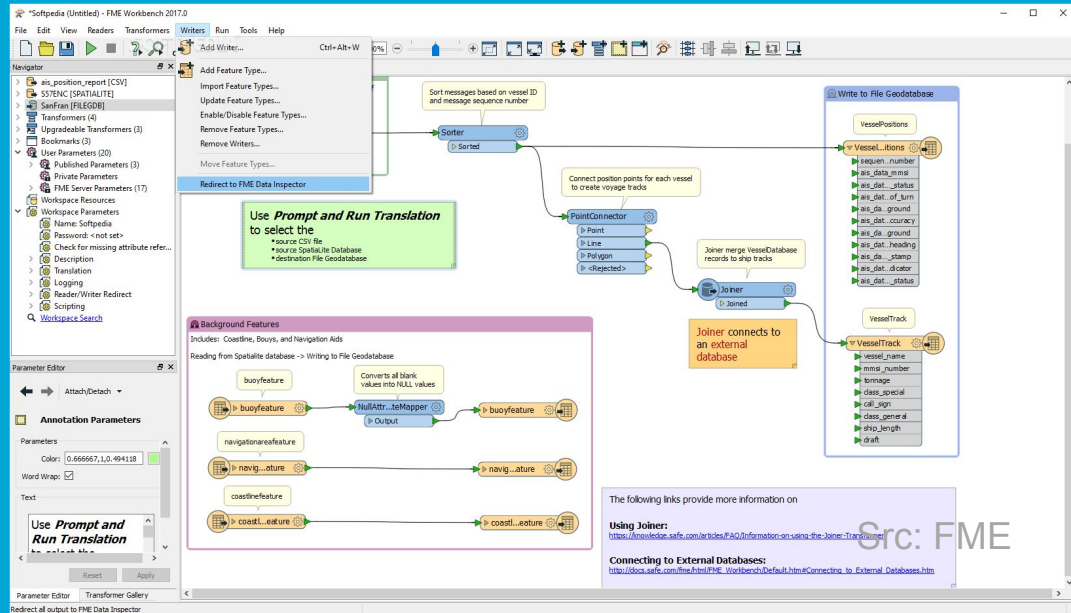 *Softpedia (Untitled) - FME Workbench 2017.0
File Edit View Readers Transformers Writers Run Tools Help
Add Writer... Ctrl+Alt+W
Add Feature Type...
Import Feature Types...
Update Feature Types...
Enable/Disable Feature Types...
Remove Feature Types...
Remove Writers...
Move Feature Types...
Redirect to FME Data Inspector
Navigator
ais_position_report [CSV]
S57ENC [SPATIALITE]
SanFran [FILEGDB]
Transformers (4)
Upgradeable Transformers (3)
Bookmarks (3)
User Parameters (20)
Published Parameters (3)
Private Parameters
FME Server Parameters (17)
Workspace Resources
Workspace Parameters
Name: Softpedia
Password: <not set>
Check for missing attribute refer...
Description
Translation
Logging
Reader/Writer Redirect
Scripting
Workspace Search
Parameter Editor
Attach/Detach
Annotation Parameters
Parameters
Color: 0.666667,1,0.494118
Word Wrap:
Text
Use Prompt and
Run Translation
Reset Apply
Parameter Editor Transformer Gallery
Redirect all output to FME Data Inspector
Sort messages based on vessel ID
and message sequence number
Sorter
Sorted
Use Prompt and Run Translation
to select the
•source CSV file
•source SpatiaLite Database
•destination File Geodatabase
Connect position points for each vessel
to create voyage tracks
PointConnector
Point
Line
Polygon
<Rejected>
Joiner merge VesselDatabase
records to ship tracks
Joiner
Joined
Joiner connects to
an external
database
Write to File Geodatabase
VesselPositions
Vessel...itions
sequen...number
ais_data_mmsi
ais_dat..._status
ais_dat...of_turn
ais_da...ground
ais_dat...ccuracy
ais_da...ground
ais_dat...heading
ais_da..._stamp
ais_dat...dicator
ais_dat..._status
VesselTrack
VesselTrack
vessel_name
mmsi_number
tonnage
class_special
call_sign
class_general
ship_length
draft
Background Features
Includes: Coastline, Bouys, and Navigation Aids
Reading from Spatialite database -> Writing to File Geodatabase
buoyfeature
Converts all blank
values into NULL values
buoyfeature
NullAttr...teMapper
Output
buoyfeature
navigationareafeature
navig...ature
navig...ature
coastlinefeature
coastl...eature
coastl...eature
The following links provide more information on
Using Joiner:
https://knowledge.safe.com/articles/FAQ/Information-on-using-the-Joiner-Transformer
Connecting to External Databases:
http://docs.safe.com/fme/html/FME_Workbench/Default.htm#Connecting_to_External_Databases.htm
Src: FME